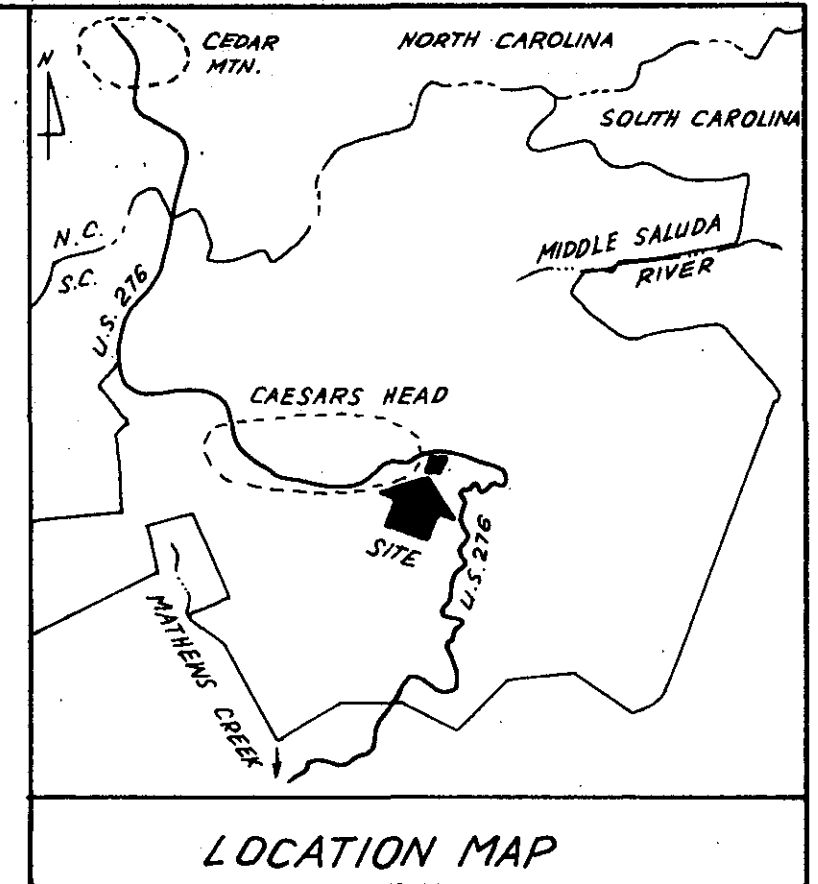 N
CEDAR
MTN.
NORTH CAROLINA
SOUTH CAROLINA
N.C.
S.C.
U.S. 276
MIDDLE SALUDA
RIVER
CAESARS HEAD
SITE
U.S. 276
MATHEWS CREEK
LOCATION MAP